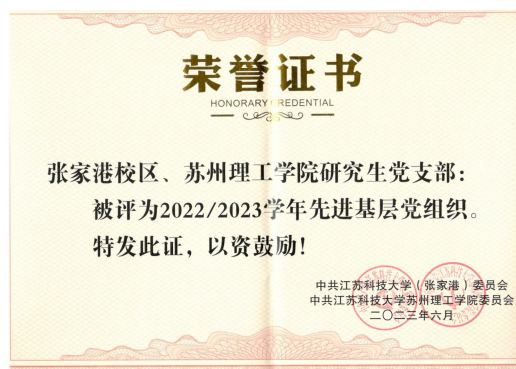 荣誉证书
HONORARY CREDENTIAL
张家港校区、苏州理工学院研究生党支部:
被评为2022/2023学年先进基层党组织。
特发此证，以资鼓励!
中共江苏科技大学（张家港）委员会
中共江苏科技大学苏州理工学院委员会
二〇二三年六月